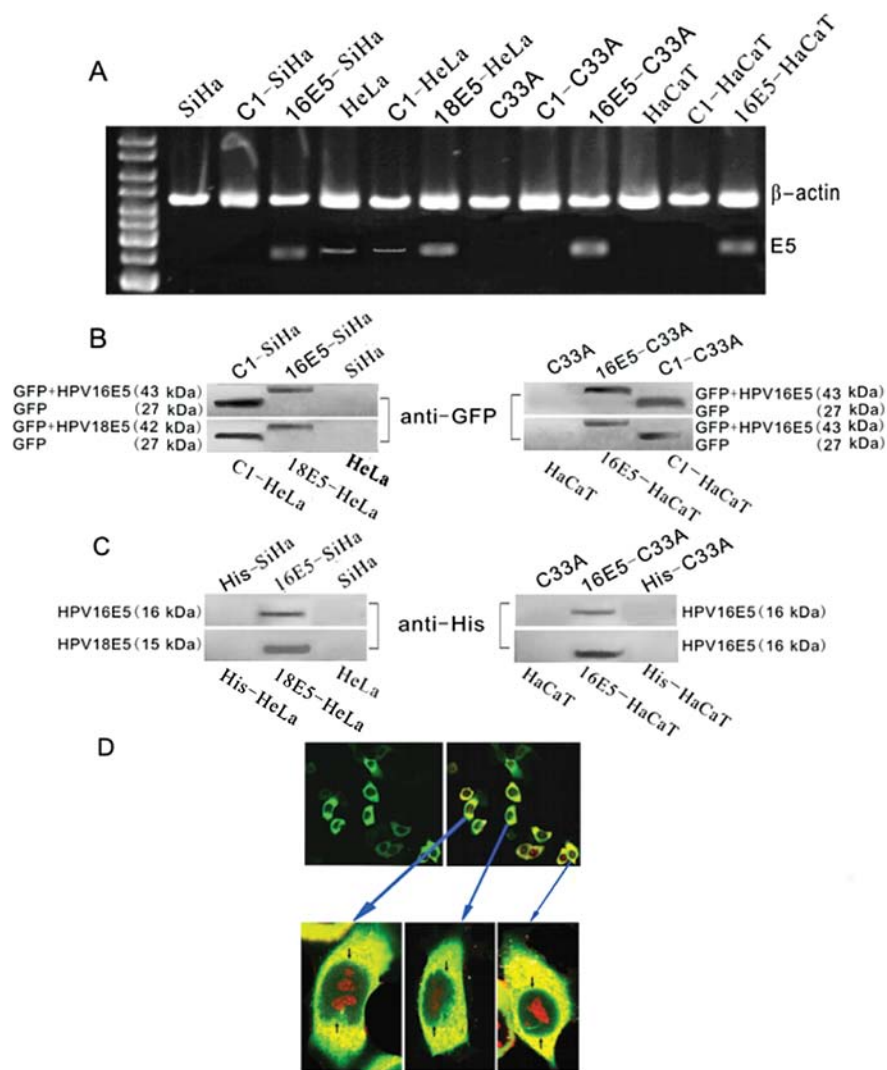 A
SiHa C1-SiHa 16E5-SiHa HeLa C1-HeLa 18E5-HeLa C33A C1-C33A 16E5-C33A HaCaT C1-HaCaT 16E5-HaCaT
β-actin
E5
B
C1-SiHa 16E5-SiHa SiHa
GFP+HPV16E5(43 kDa)
GFP (27 kDa)
GFP+HPV18E5(42 kDa)
GFP (27 kDa)
C1-HeLa 18E5-HeLa HeLa
anti-GFP
C33A 16E5-C33A C1-C33A
GFP+HPV16E5(43 kDa)
GFP (27 kDa)
GFP+HPV16E5(43 kDa)
GFP (27 kDa)
HaCaT 16E5-HaCaT C1-HaCaT
C
His-SiHa 16E5-SiHa SiHa
HPV16E5(16 kDa)
HPV18E5(15 kDa)
His-HeLa 18E5-HeLa HeLa
anti-His
C33A 16E5-C33A His-C33A
HPV16E5(16 kDa)
HPV16E5(16 kDa)
HaCaT 16E5-HaCaT His-HaCaT
D